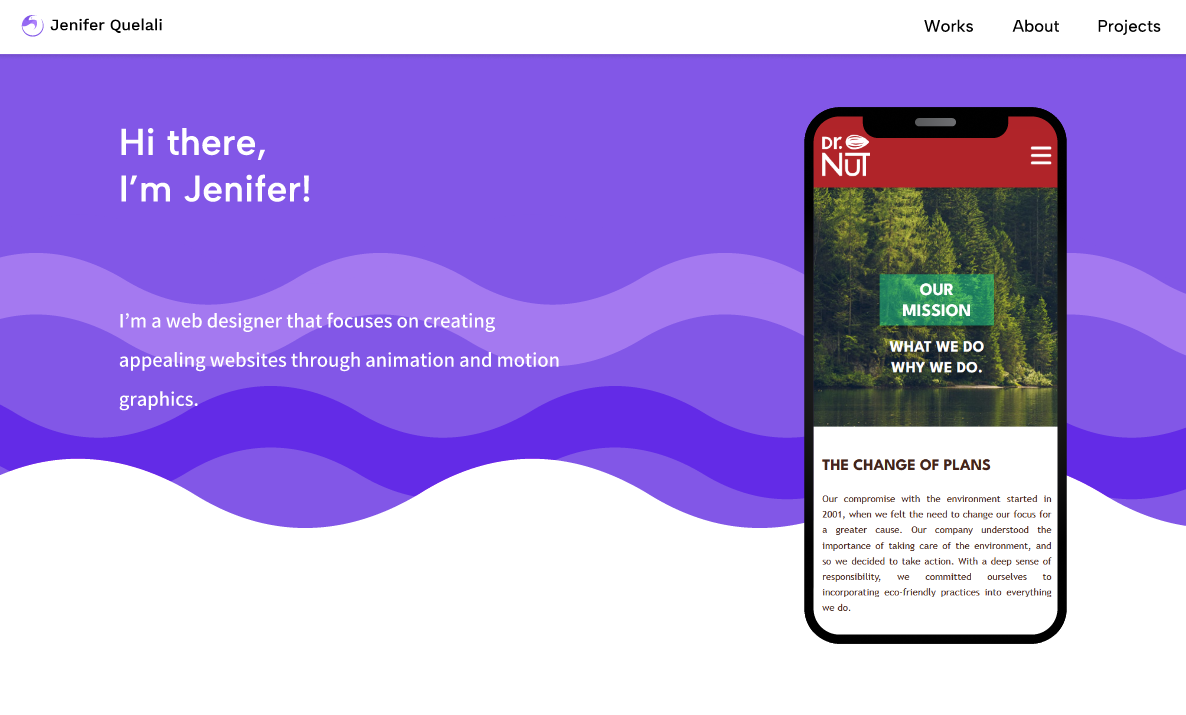 Jenifer Quelali
Works
About
Projects
Hi there,
I'm Jenifer!
I'm a web designer that focuses on creating
appealing websites through animation and motion
graphics.
Dr.
NUT
OUR
MISSION
WHAT WE DO
WHY WE DO.
THE CHANGE OF PLANS
Our compromise with the environment started in
2001, when we felt the need to change our focus for
a greater cause. Our company understood the
importance of taking care of the environment, and
so we decided to take action. With a deep sense of
responsibility, we committed ourselves to
incorporating eco-friendly practices into everything
we do.